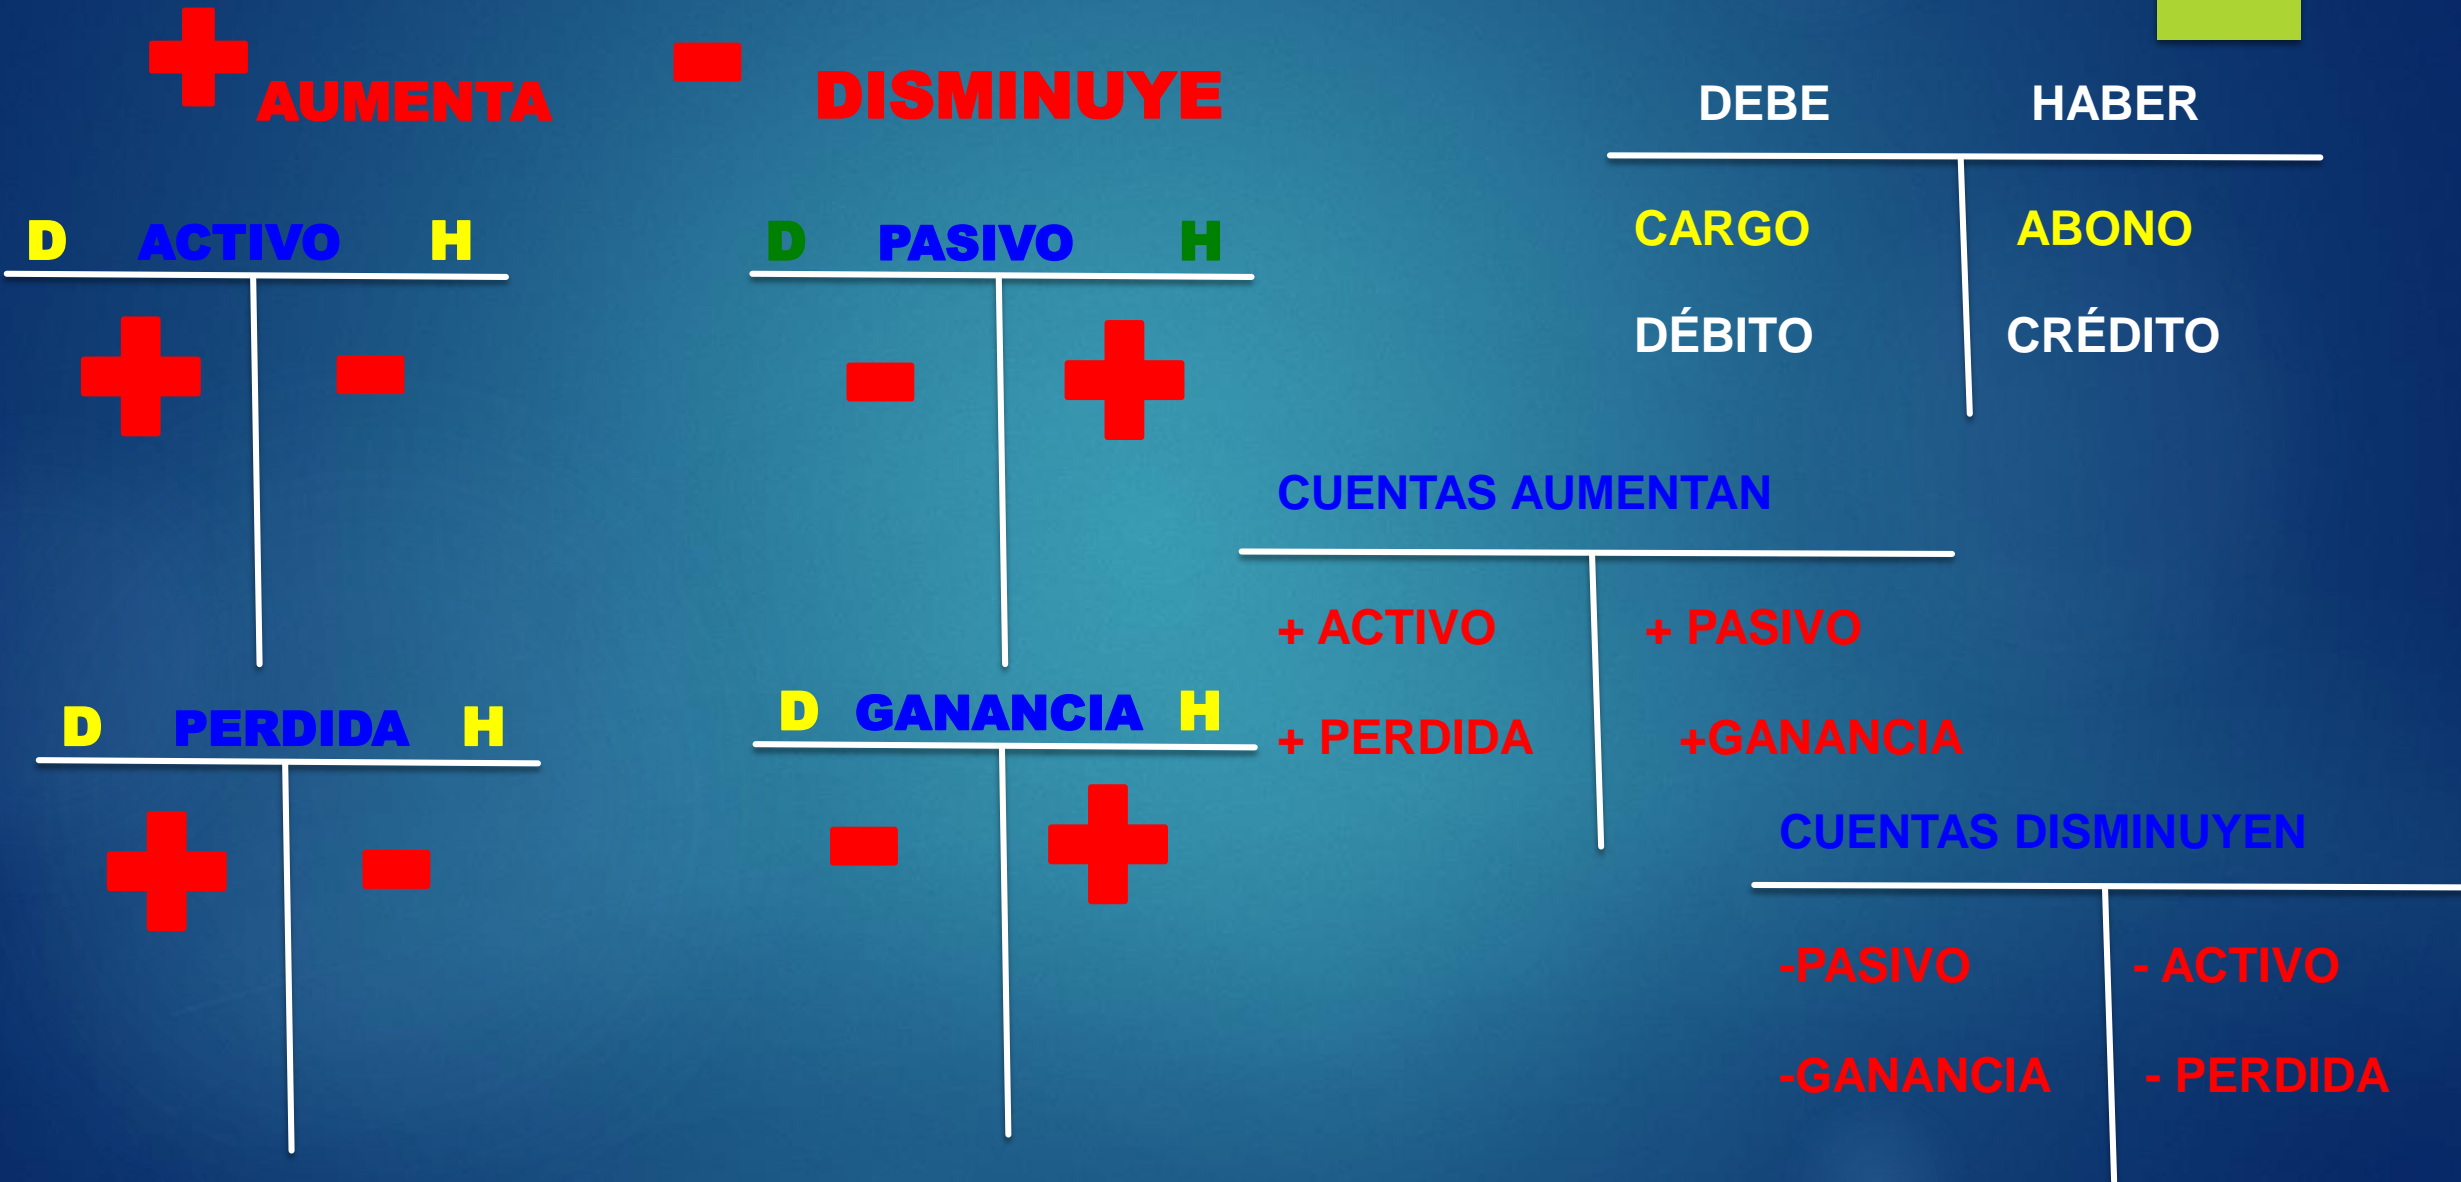 AUMENTA DISMINUYE
D ACTIVO H
D PASIVO H
D PERDIDA H
D GANANCIA H
DEBE HABER
CARGO ABONO
DÉBITO CRÉDITO
CUENTAS AUMENTAN
+ ACTIVO + PASIVO
+ PERDIDA +GANANCIA
CUENTAS DISMINUYEN
-PASIVO - ACTIVO
-GANANCIA - PERDIDA